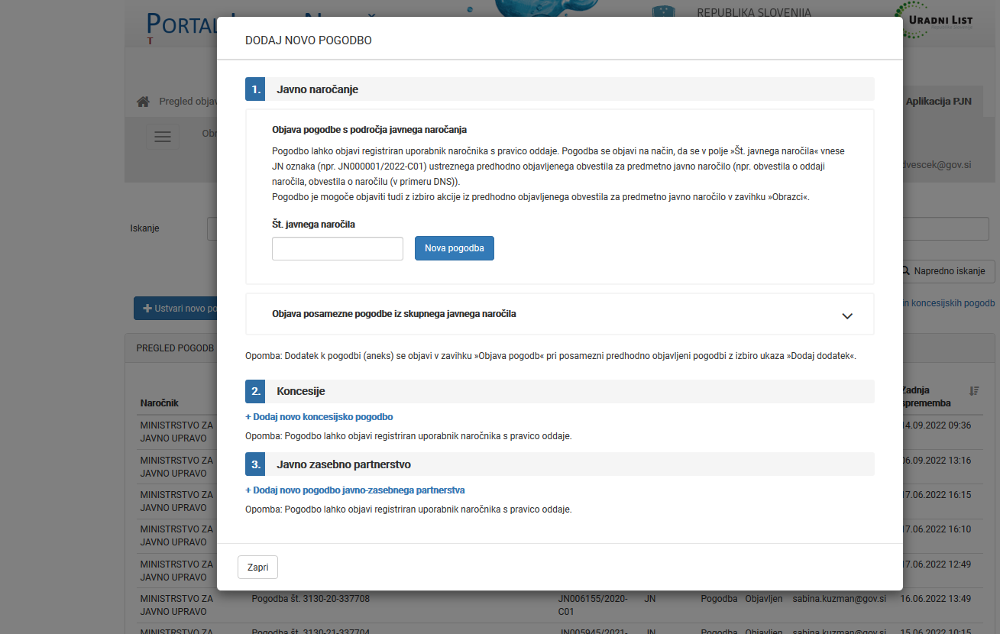 REPUBLIKA SLOVENIJA
URADNI LIST
T
DODAJ NOVO POGODBO
1. Javno naročanje
Pregled
Aplikacija PJN
Objava pogodbe s področja javnega naročanja
Pogodbo lahko objavi registriran uporabnik naročnika s pravico oddaje. Pogodba se objavi na način, da se v polje »Št. javnega naročila« vnese
JN oznaka (npr. JN000001/2022-C01) ustreznega predhodno objavljenega obvestila za predmetno javno naročilo (npr. obvestila o oddaji
naročila, obvestila o naročilu (v primeru DNS)).
Pogodbo je mogoče objaviti tudi z izbiro akcije iz predhodno objavljenega obvestila za predmetno javno naročilo v zavihku »Obrazci«.
dvescek@gov.si
Št. javnega naročila
Iskanje
Nova pogodba
Napredno iskanje
Ustvari novo
in koncesijskih pogodb
Objava posamezne pogodbe iz skupnega javnega naročila
PREGLED POGODB
Opomba: Dodatek k pogodbi (aneks) se objavi v zavihku »Objava pogodb« pri posamezni predhodno objavljeni pogodbi z izbiro ukaza »Dodaj dodatek«.
2. Koncesije
Zadnja
sprememba
Naročnik
+ Dodaj novo koncesijsko pogodbo
MINISTRSTVO ZA
JAVNO UPRAVO
14.09.2022 09:36
Opomba: Pogodbo lahko objavi registriran uporabnik naročnika s pravico oddaje.
3. Javno zasebno partnerstvo
MINISTRSTVO ZA
JAVNO UPRAVO
06.09.2022 13:16
+ Dodaj novo pogodbo javno-zasebnega partnerstva
MINISTRSTVO ZA
JAVNO UPRAVO
17.06.2022 16:15
Opomba: Pogodbo lahko objavi registriran uporabnik naročnika s pravico oddaje.
MINISTRSTVO ZA
JAVNO UPRAVO
17.06.2022 16:10
MINISTRSTVO ZA
JAVNO UPRAVO
17.06.2022 12:49
Zapri
MINISTRSTVO ZA
JAVNO UPRAVO
Pogodba št. 3130-20-337708
JN006155/2020-
C01
JN
Pogodba
Objavljen
sabina.kuzman@gov.si
16.06.2022 13:49
MINISTRSTVO ZA
Pogodba št. 3130-21-337704
JN005945/2021-
JN
Pogodba
Objavljen
sabina.kuzman@gov.si
15.06.2022 10:15